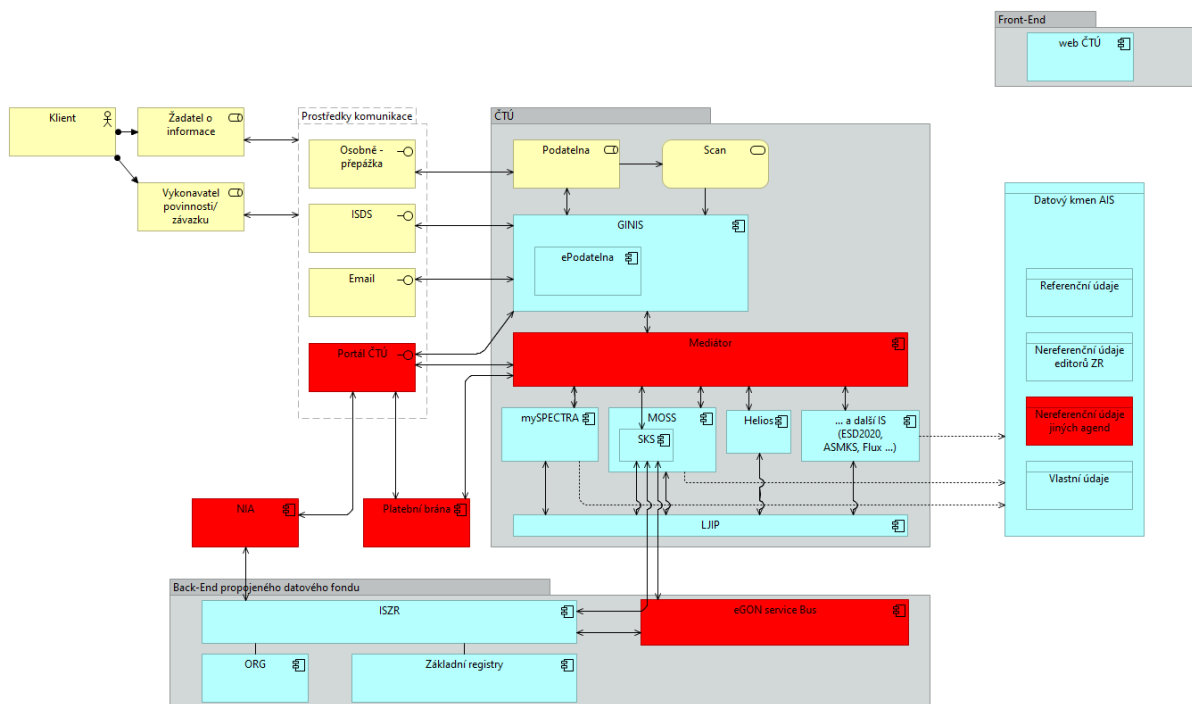 Front-End
web ČTÚ
Klient
Žadatel o
informace
Vykonavatel
povinnosti/
závazku
Prostředky komunikace
Osobně -
přepážka
ISDS
Email
Portál ČTÚ
ČTÚ
Podatelna
Scan
GINIS
ePodatelna
Mediátor
mySPECTRA
MOSS
SKS
Helios
... a další IS
(ESD2020,
ASMKS, Flux ...)
LJIP
Datový kmen AIS
Referenční údaje
Nereferenční údaje
editorů ZR
Nereferenční údaje
jiných agend
Vlastní údaje
NIA
Platební brána
Back-End propojeného datového fondu
ISZR
eGON service Bus
ORG
Základní registry